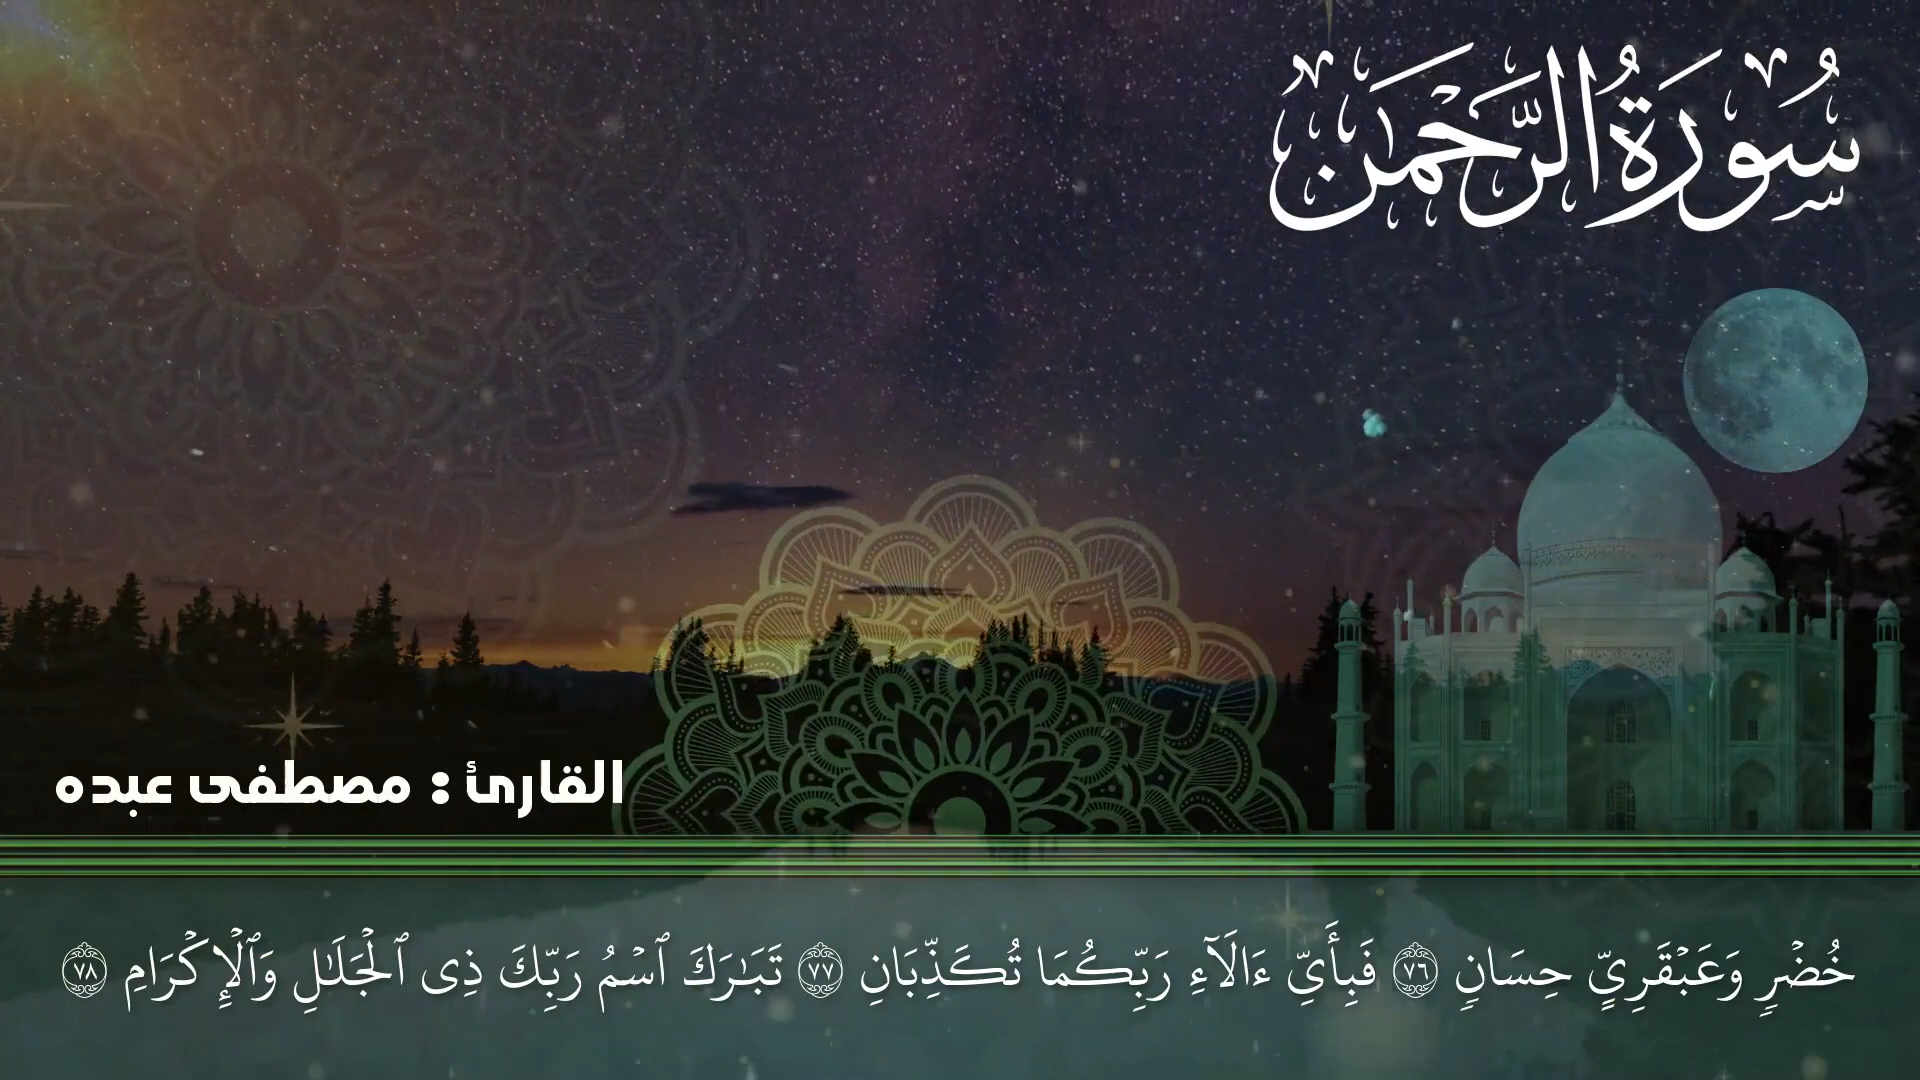 سُورَةُ الرَّحْمَٰن
القارئ : مصطفى عبده
خُضْرٍ وَعَبْقَرِيٍّ حِسَانٍ ٧٦ فَبِأَيِّ ءَالَآءِ رَبِّكُمَا تُكَذِّبَانِ ٧٧ تَبَـٰرَكَ ٱسْمُ رَبِّكَ ذِى ٱلْجَلَـٰلِ وَٱلْإِكْرَامِ ٧٨